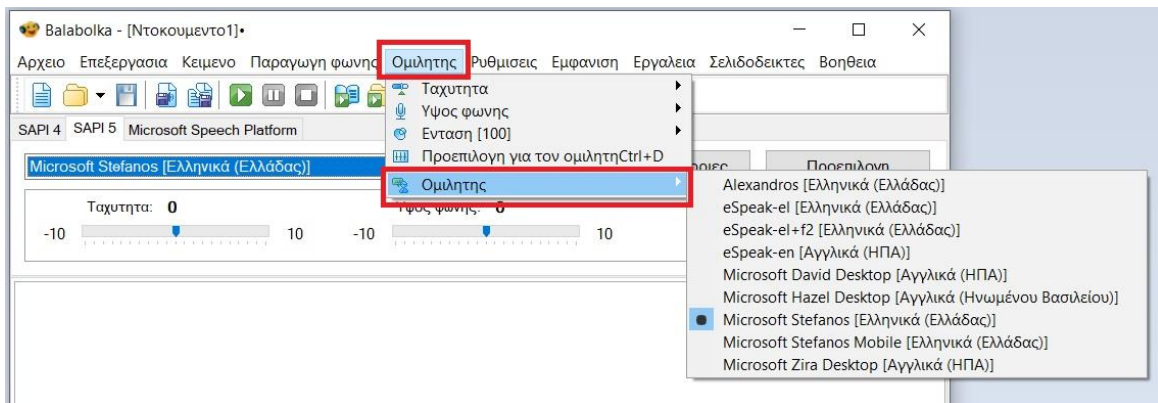 Balabolka - [Ντοκουμεντο1]•
Αρχειο Επεξεργασια Κειμενο Παραγωγη φωνης Ομιλητης Ρυθμισεις Εμφανιση Εργαλεια Σελιδοδεικτες Βοηθεια
SAPI 4 SAPI 5 Microsoft Speech Platform
Microsoft Stefanos [Ελληνικά (Ελλάδας)]
Προεπιλογη
Ταχυτητα: 0
-10 10
Υψος φωνης: 0
-10 10
Ταχυτητα
Υψος φωνης
Ενταση [100]
Προεπιλογη για τον ομιλητηCtrl+D
Ομιλητης
Alexandros [Ελληνικά (Ελλάδας)]
eSpeak-el [Ελληνικά (Ελλάδας)]
eSpeak-el+f2 [Ελληνικά (Ελλάδας)]
eSpeak-en [Αγγλικά (ΗΠΑ)]
Microsoft David Desktop [Αγγλικά (ΗΠΑ)]
Microsoft Hazel Desktop [Αγγλικά (Ηνωμένου Βασιλείου)]
Microsoft Stefanos [Ελληνικά (Ελλάδας)]
Microsoft Stefanos Mobile [Ελληνικά (Ελλάδας)]
Microsoft Zira Desktop [Αγγλικά (ΗΠΑ)]